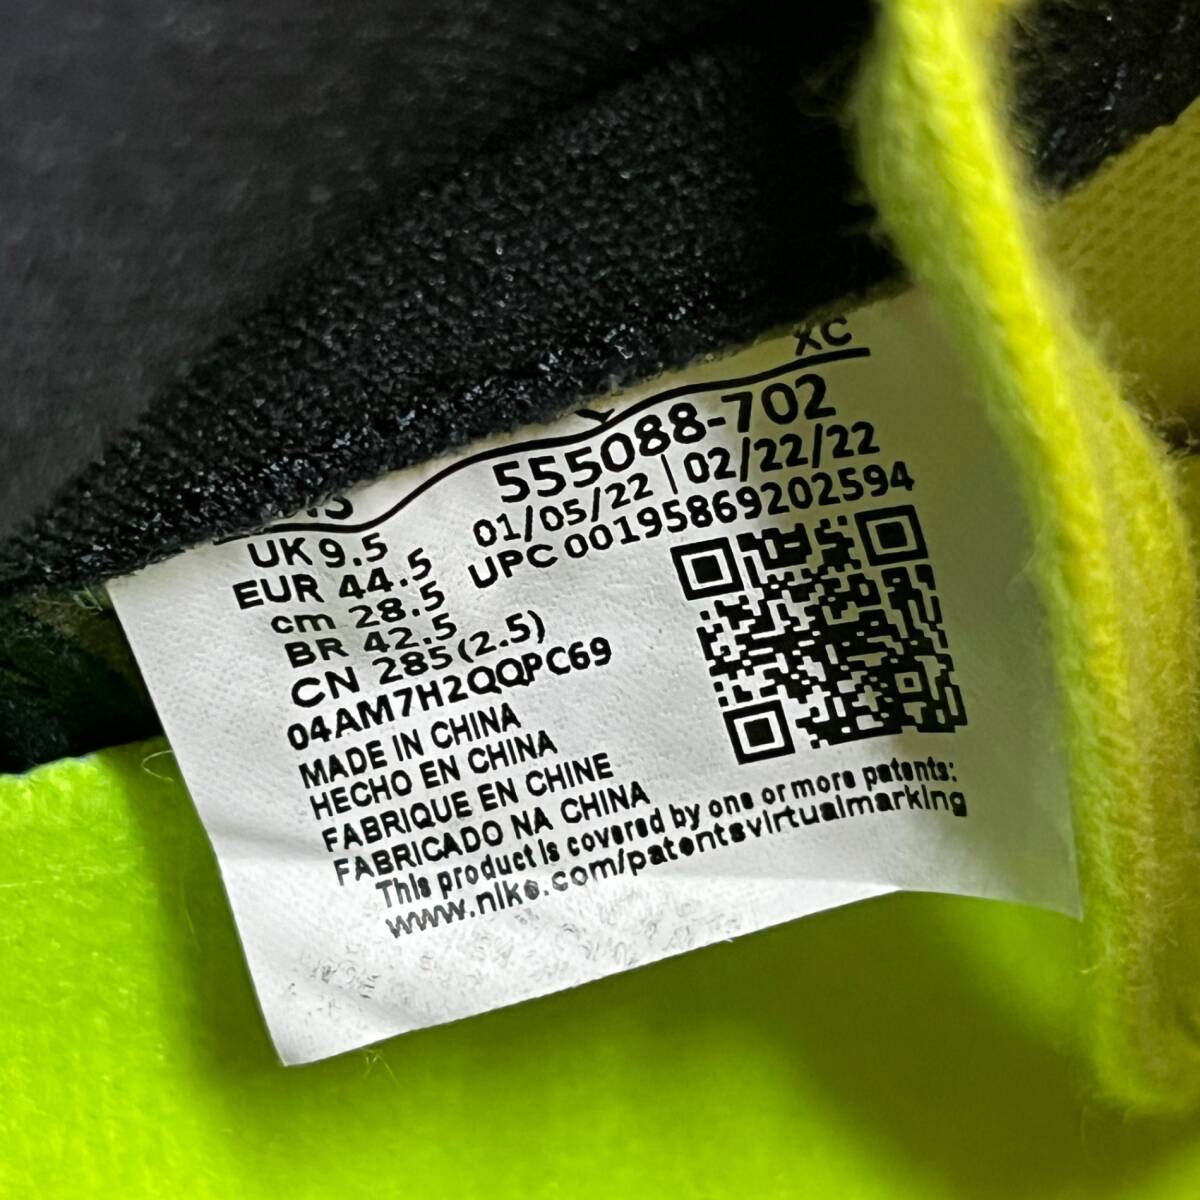 XC
555088-702
01/05/22 | 02/22/22
UPC 00195869202594
UK 9.5
EUR 44.5
cm 28.5
BR 42.5
CN 285(2.5)
04AM7H2QQPC69
MADE IN CHINA
HECHO EN CHINA
FABRIQUE EN CHINE
FABRICADO NA CHINA
This product is covered by one or more patents:
www.nike.com/patentsvirtualmarking